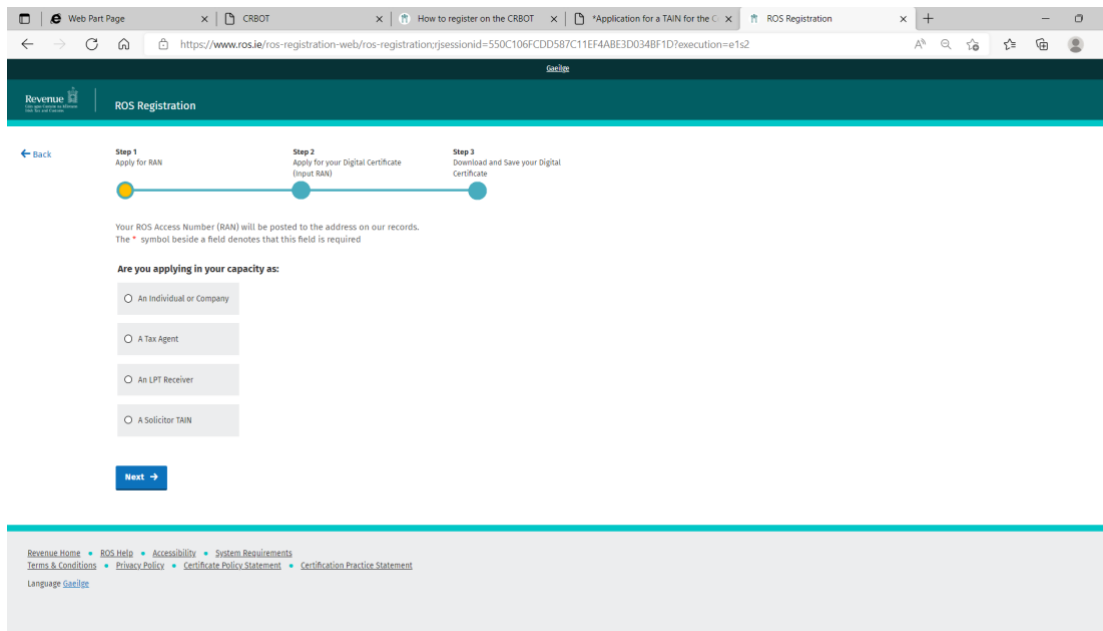 Web Part Page
CRBOT
How to register on the CRBOT
*Application for a TAIN for the C
ROS Registration
https://www.ros.ie/ros-registration-web/ros-registration;rjsessionid=550C106FCDD587C11EF4ABE3D034BF1D?execution=e1s2
Gaeilge
Revenue
ROS Registration
Back
Step 1
Apply for RAN
Step 2
Apply for your Digital Certificate
(Input RAN)
Step 3
Download and Save your Digital
Certificate
Your ROS Access Number (RAN) will be posted to the address on our records.
The * symbol beside a field denotes that this field is required
Are you applying in your capacity as:
An Individual or Company
A Tax Agent
An LPT Receiver
A Solicitor TAIN
Next
Revenue Home • ROS Help • Accessibility • System Requirements
Terms & Conditions • Privacy Policy • Certificate Policy Statement • Certification Practice Statement
Language Gaeilge